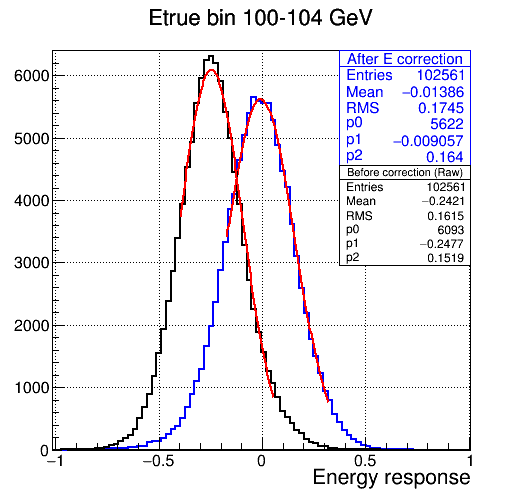 Etrue bin 100-104 GeV
After E correction
Entries 102561
Mean −0.01386
RMS 0.1745
p0 5622
p1 −0.009057
p2 0.164
Before correction (Raw)
Entries 102561
Mean −0.2421
RMS 0.1615
p0 6093
p1 −0.2477
p2 0.1519
6000
5000
4000
3000
2000
1000
0
−1 −0.5 0 0.5 1
Energy response